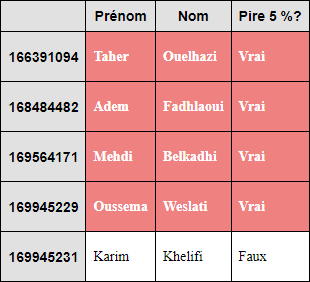 Prénom Nom Pire 5 %?
166391094 Taher Ouelhazi Vrai
168484482 Adem Fadhlaoui Vrai
169564171 Mehdi Belkadhi Vrai
169945229 Oussema Weslati Vrai
169945231 Karim Khelifi Faux